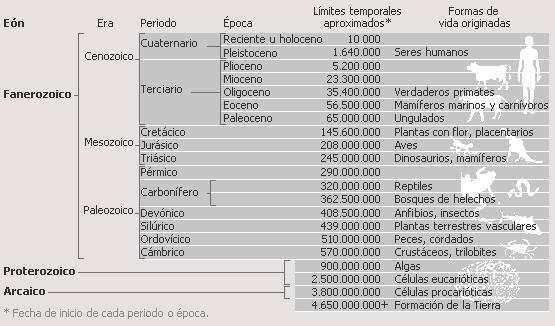 Límites temporales Formas de
Eón Era Periodo Época aproximados* vida originadas
Reciente u holoceno 10.000
Cuaternario
Pleistoceno 1.640.000 Seres humanos
Cenozoico
Plioceno 5.200.000
Mioceno 23.300.000
Terciario Oligoceno 35.400.000 Verdaderos primates
Fanerozoico
Eoceno 56.500.000 Mamíferos marinos y carnívoros
Paleoceno 65.000.000 Ungulados
Cretácico 145.600.000 Plantas con flor, placentarios
Mesozoico Jurásico 208.000.000 Aves
Triásico 245.000.000 Dinosaurios, mamíferos
Pérmico 290.000.000
320.000.000 Reptiles
Carbonífero
362.500.000 Bosques de helechos
Paleozoico Devónico 408.500.000 Anfibios, insectos
Silúrico 439.000.000 Plantas terrestres vasculares
Ordovícico 510.000.000 Peces, cordados
Cámbrico 570.000.000 Crustáceos, trilobites
900.000.000 Algas
Proterozoico
2.500.000.000 Células eucarióticas
Arcaico 3.800.000.000 Células procarióticas
4.650.000.000+ Formación de la Tierra
* Fecha de inicio de cada periodo o época.